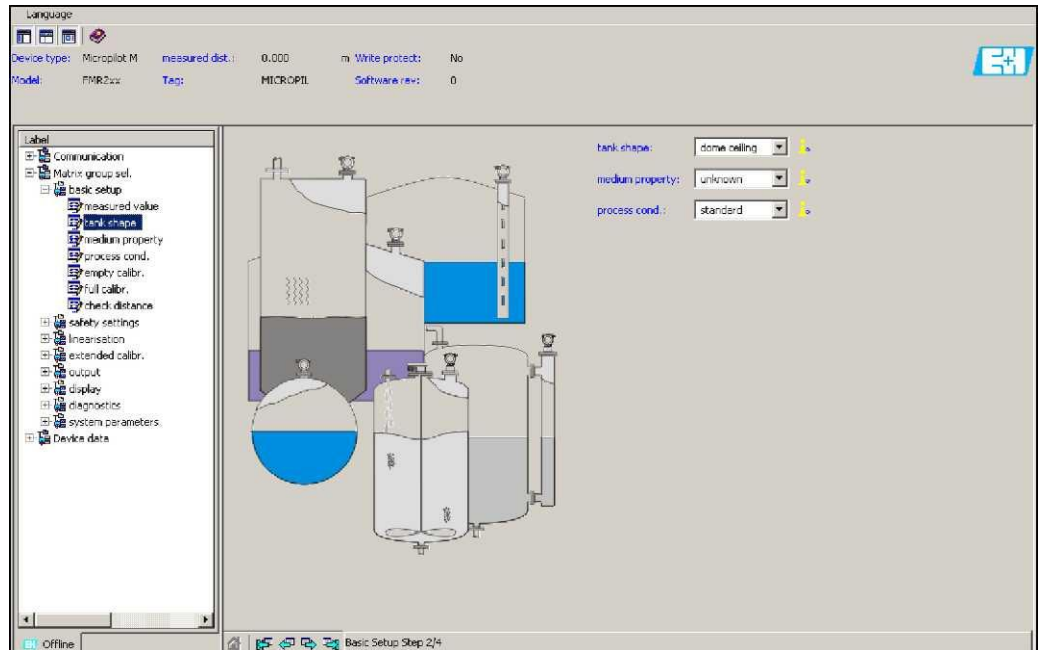 Language
Device type: Micropilot M measured dist.: 0.000 m Write protect: No
Model: FMR2xx Tag: MICROPIL Software rev: 0
E+H
Label
Communication
Matrix group sel.
basic setup
measured value
tank shape
medium property
process cond.
empty calibr.
full calibr.
check distance
safety settings
linearisation
extended calibr.
output
display
diagnostics
system parameters
Device data
tank shape: dome ceiling
medium property: unknown
process cond.: standard
Offline
Basic Setup Step 2/4